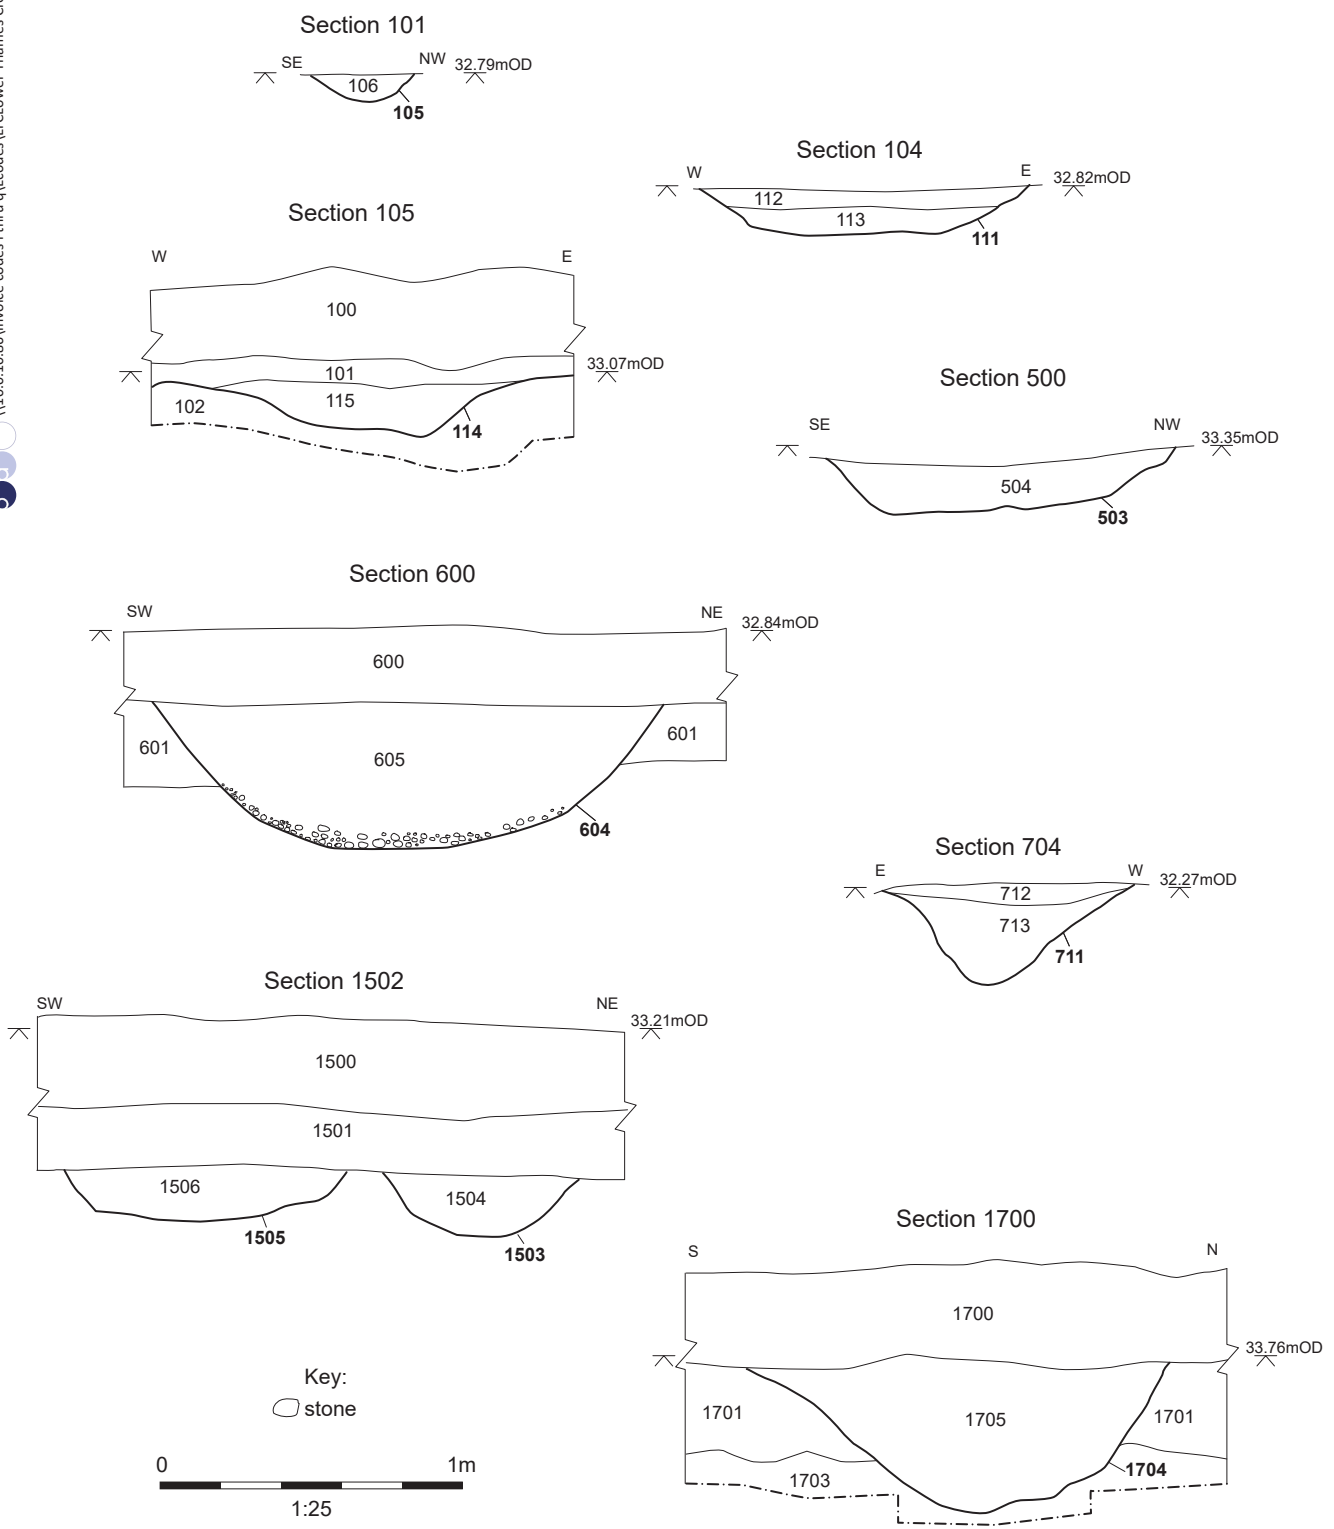 Section 101
SE NW 32.79mOD
106
105
Section 104
W E 32.82mOD
112
113
111
Section 105
W E
100
33.07mOD
101
102 115
114
Section 500
SE NW 33.35mOD
504
503
Section 600
SW NE 32.84mOD
600
601 605 601
604
Section 704
E W 32.27mOD
712
713
711
Section 1502
SW NE 33.21mOD
1500
1501
1506 1504
1505 1503
Section 1700
S N
1700
33.76mOD
1701 1705 1701
1703 1704
Key:
stone
0 1m
1:25